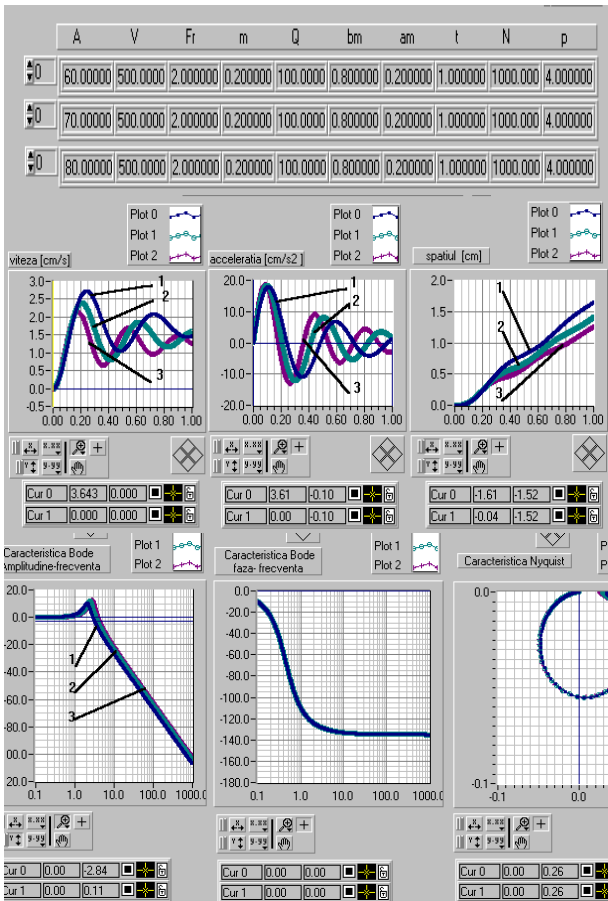 A V Fr m Q bm am t N p
0 60.00000 500.0000 2.000000 0.200000 100.0000 0.800000 0.200000 1.000000 1000.000 4.000000
0 70.00000 500.0000 2.000000 0.200000 100.0000 0.800000 0.200000 1.000000 1000.000 4.000000
0 80.00000 500.0000 2.000000 0.200000 100.0000 0.800000 0.200000 1.000000 1000.000 4.000000
Plot 0 Plot 0 Plot 0
Plot 1 Plot 1 Plot 1
Plot 2 Plot 2 Plot 2
viteza [cm/s] acceleratia [cm/s2 ] spatiul [cm]
3.0
2.5
2.0
1.5
1.0
0.5
0.0
-0.5
0.00 0.20 0.40 0.60 0.80 1.00
1
2
3
20.0
10.0
0.0
-10.0
-20.0
0.00 0.20 0.40 0.60 0.80 1.00
1
2
3
2.0
1.5
1.0
0.5
0.0
0.00 0.20 0.40 0.60 0.80 1.00
1
2
3
Cur 0 3.643 0.000 Cur 0 3.61 -0.10 Cur 0 -1.61 -1.52
Cur 1 0.000 0.000 Cur 1 0.00 -0.10 Cur 1 -0.04 -1.52
Caracteristica Bode
Amplitudine-frecventa
Plot 1
Plot 2
Caracteristica Bode
faza- frecventa
Plot 1
Plot 2
Caracteristica Nyquist
P
P
20.0
0.0
20.0
40.0
60.0
80.0
00.0
20.0
0.1 1.0 10.0 100.0 1000.0
1
2
3
0.0
-20.0
-40.0
-60.0
-80.0
-100.0
-120.0
-140.0
-160.0
-180.0
0.1 1.0 10.0 100.0 1000.0
0.0
-0.1
-0.1 0.0
Cur 0 0.00 -2.84 Cur 0 0.00 0.00 Cur 0 0.00 0.26
Cur 1 0.00 0.11 Cur 1 0.00 0.00 Cur 1 0.00 0.26